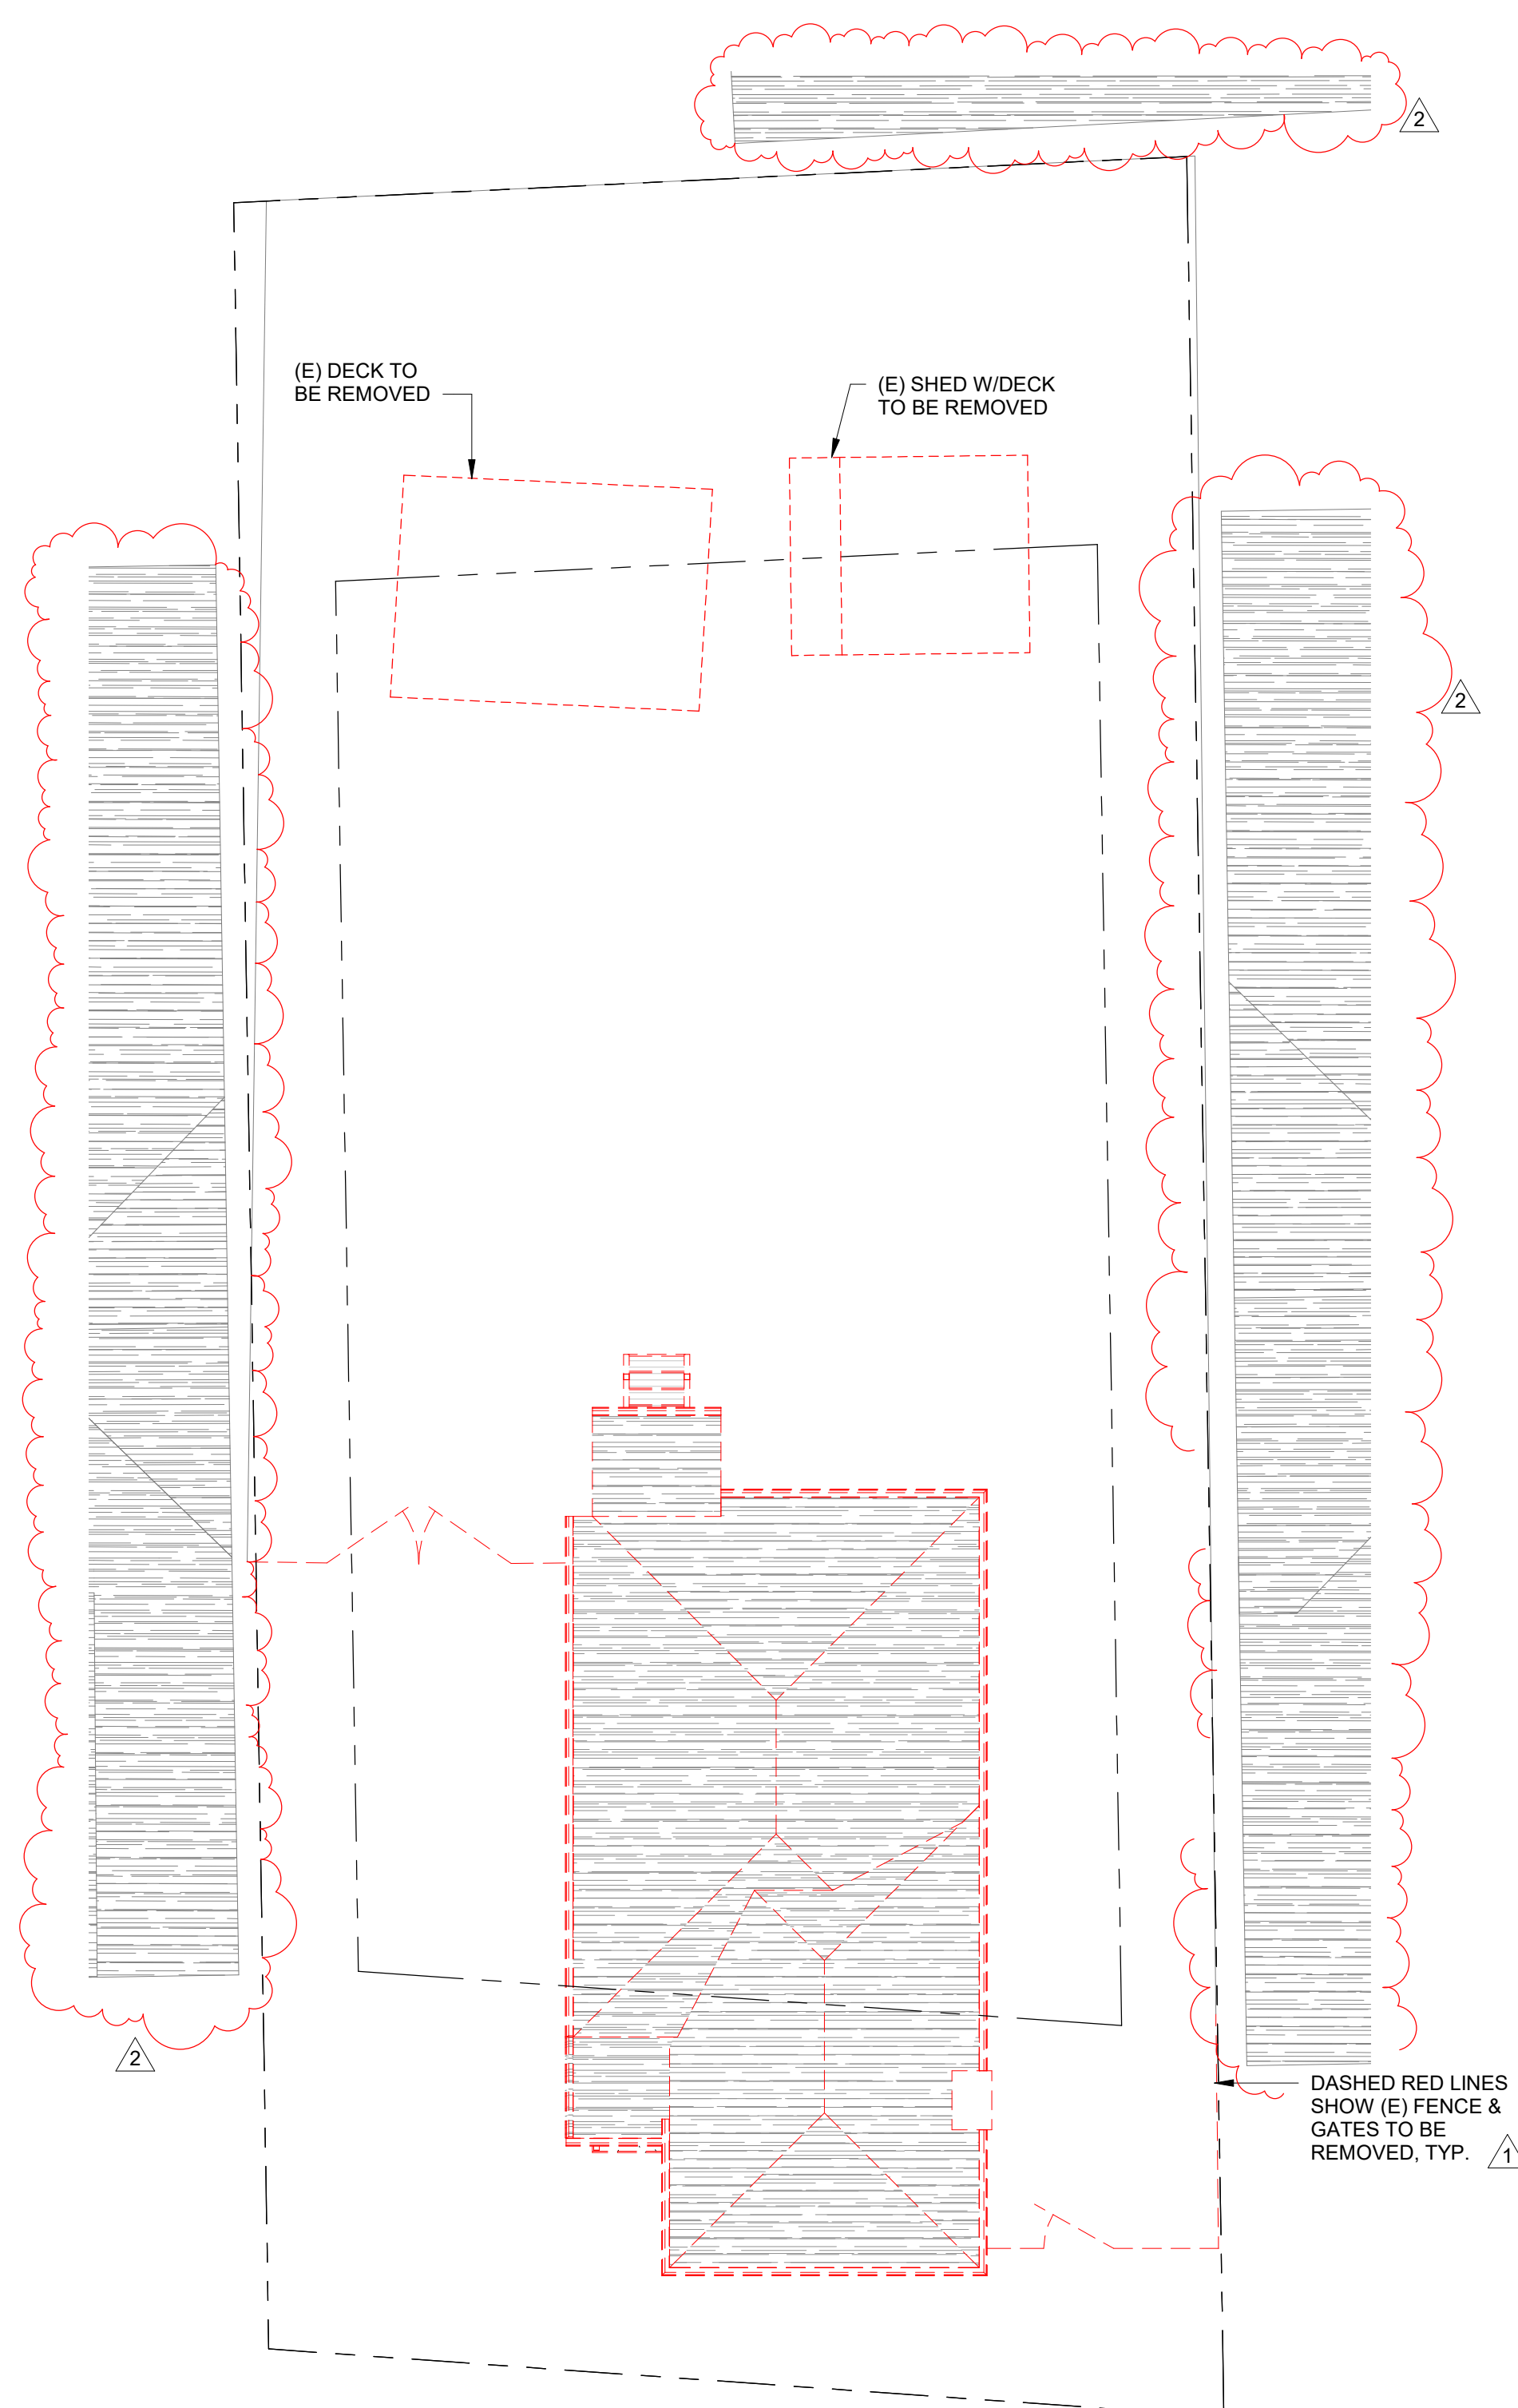 2
(E) DECK TO
BE REMOVED
(E) SHED W/DECK
TO BE REMOVED
2
2
DASHED RED LINES
SHOW (E) FENCE &
GATES TO BE
REMOVED, TYP.
1